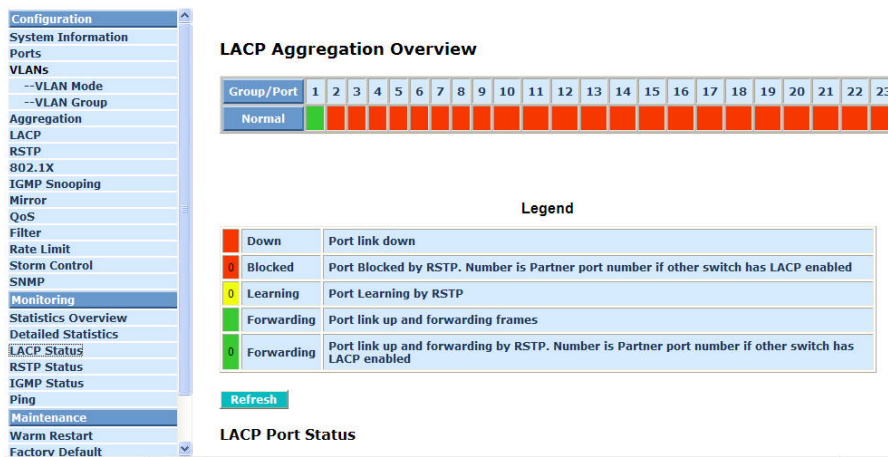 Configuration
System Information
Ports
VLANs
--VLAN Mode
--VLAN Group
Aggregation
LACP
RSTP
802.1X
IGMP Snooping
Mirror
QoS
Filter
Rate Limit
Storm Control
SNMP
Monitoring
Statistics Overview
Detailed Statistics
LACP Status
RSTP Status
IGMP Status
Ping
Maintenance
Warm Restart
Factory Default
LACP Aggregation Overview
Group/Port 1 2 3 4 5 6 7 8 9 10 11 12 13 14 15 16 17 18 19 20 21 22 23
Normal
Legend
Down Port link down
0 Blocked Port Blocked by RSTP. Number is Partner port number if other switch has LACP enabled
0 Learning Port Learning by RSTP
Forwarding Port link up and forwarding frames
0 Forwarding Port link up and forwarding by RSTP. Number is Partner port number if other switch has
LACP enabled
Refresh
LACP Port Status